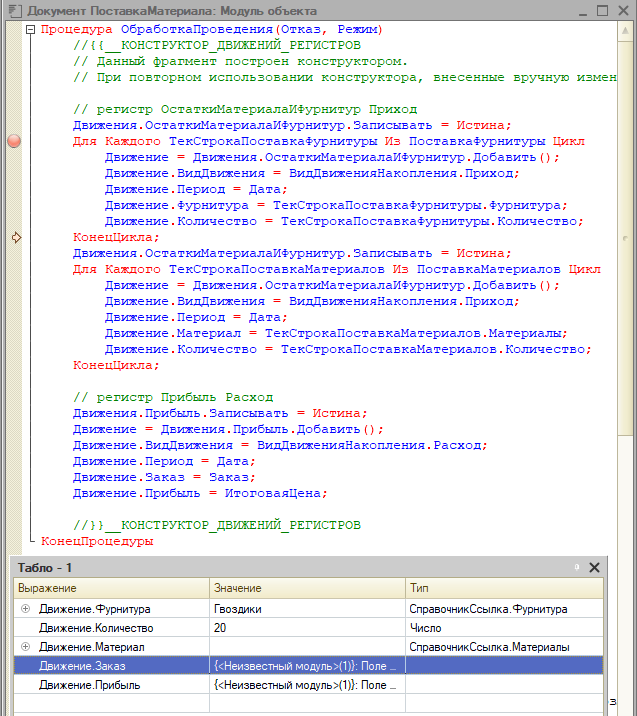 Документ ПоставкаМатериала: Модуль объекта
Процедура ОбработкаПроведения(Отказ, Режим)
//{{__КОНСТРУКТОР_ДВИЖЕНИЙ_РЕГИСТРОВ
// Данный фрагмент построен конструктором.
// При повторном использовании конструктора, внесенные вручную измен
// регистр ОстаткиМатериалаИФурнитур Приход
Движения.ОстаткиМатериалаИФурнитур.Записывать = Истина;
Для Каждого ТекСтрокаПоставкаФурнитуры Из ПоставкаФурнитуры Цикл
Движение = Движения.ОстаткиМатериалаИФурнитур.Добавить();
Движение.ВидДвижения = ВидДвиженияНакопления.Приход;
Движение.Период = Дата;
Движение.Фурнитура = ТекСтрокаПоставкаФурнитуры.Фурнитура;
Движение.Количество = ТекСтрокаПоставкаФурнитуры.Количество;
КонецЦикла;
Движения.ОстаткиМатериалаИФурнитур.Записывать = Истина;
Для Каждого ТекСтрокаПоставкаМатериалов Из ПоставкаМатериалов Цикл
Движение = Движения.ОстаткиМатериалаИФурнитур.Добавить();
Движение.ВидДвижения = ВидДвиженияНакопления.Приход;
Движение.Период = Дата;
Движение.Материал = ТекСтрокаПоставкаМатериалов.Материалы;
Движение.Количество = ТекСтрокаПоставкаМатериалов.Количество;
КонецЦикла;
// регистр Прибыль Расход
Движения.Прибыль.Записывать = Истина;
Движение = Движения.Прибыль.Добавить();
Движение.ВидДвижения = ВидДвиженияНакопления.Расход;
Движение.Период = Дата;
Движение.Заказ = Заказ;
Движение.Прибыль = ИтоговаяЦена;
//}}__КОНСТРУКТОР_ДВИЖЕНИЙ_РЕГИСТРОВ
КонецПроцедуры
Табло - 1
Выражение Значение Тип
Движение.Фурнитура Гвоздики СправочникСсылка.Фурнитура
Движение.Количество 20 Число
Движение.Материал СправочникСсылка.Материалы
Движение.Заказ {<Неизвестный модуль>(1)}: Поле ...
Движение.Прибыль {<Неизвестный модуль>(1)}: Поле ...